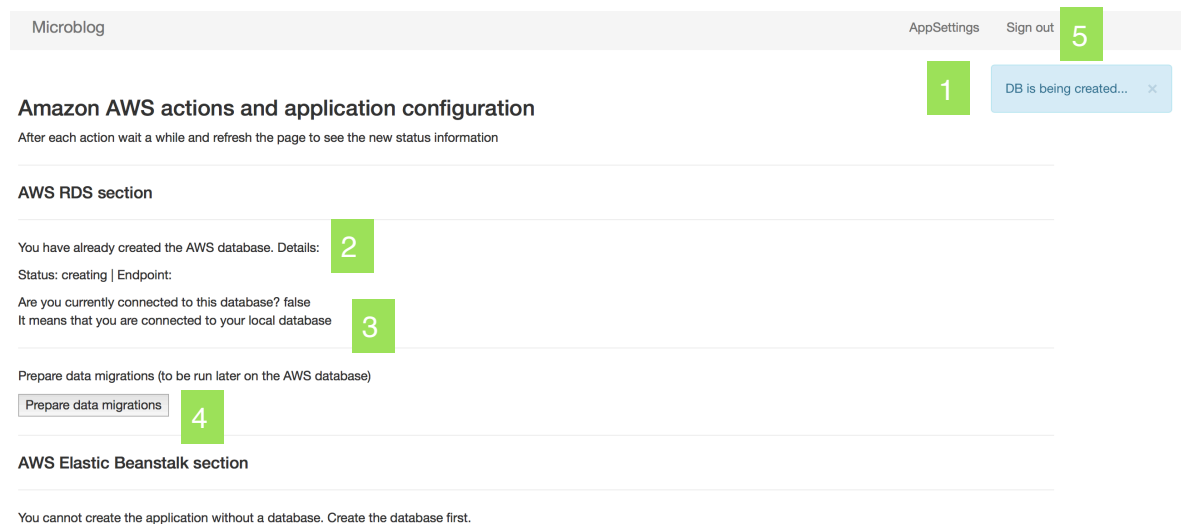 Microblog
AppSettings
Sign out
5
1
DB is being created... ×
Amazon AWS actions and application configuration
After each action wait a while and refresh the page to see the new status information
AWS RDS section
You have already created the AWS database. Details:
2
Status: creating | Endpoint:
Are you currently connected to this database? false
It means that you are connected to your local database
3
Prepare data migrations (to be run later on the AWS database)
Prepare data migrations
4
AWS Elastic Beanstalk section
You cannot create the application without a database. Create the database first.